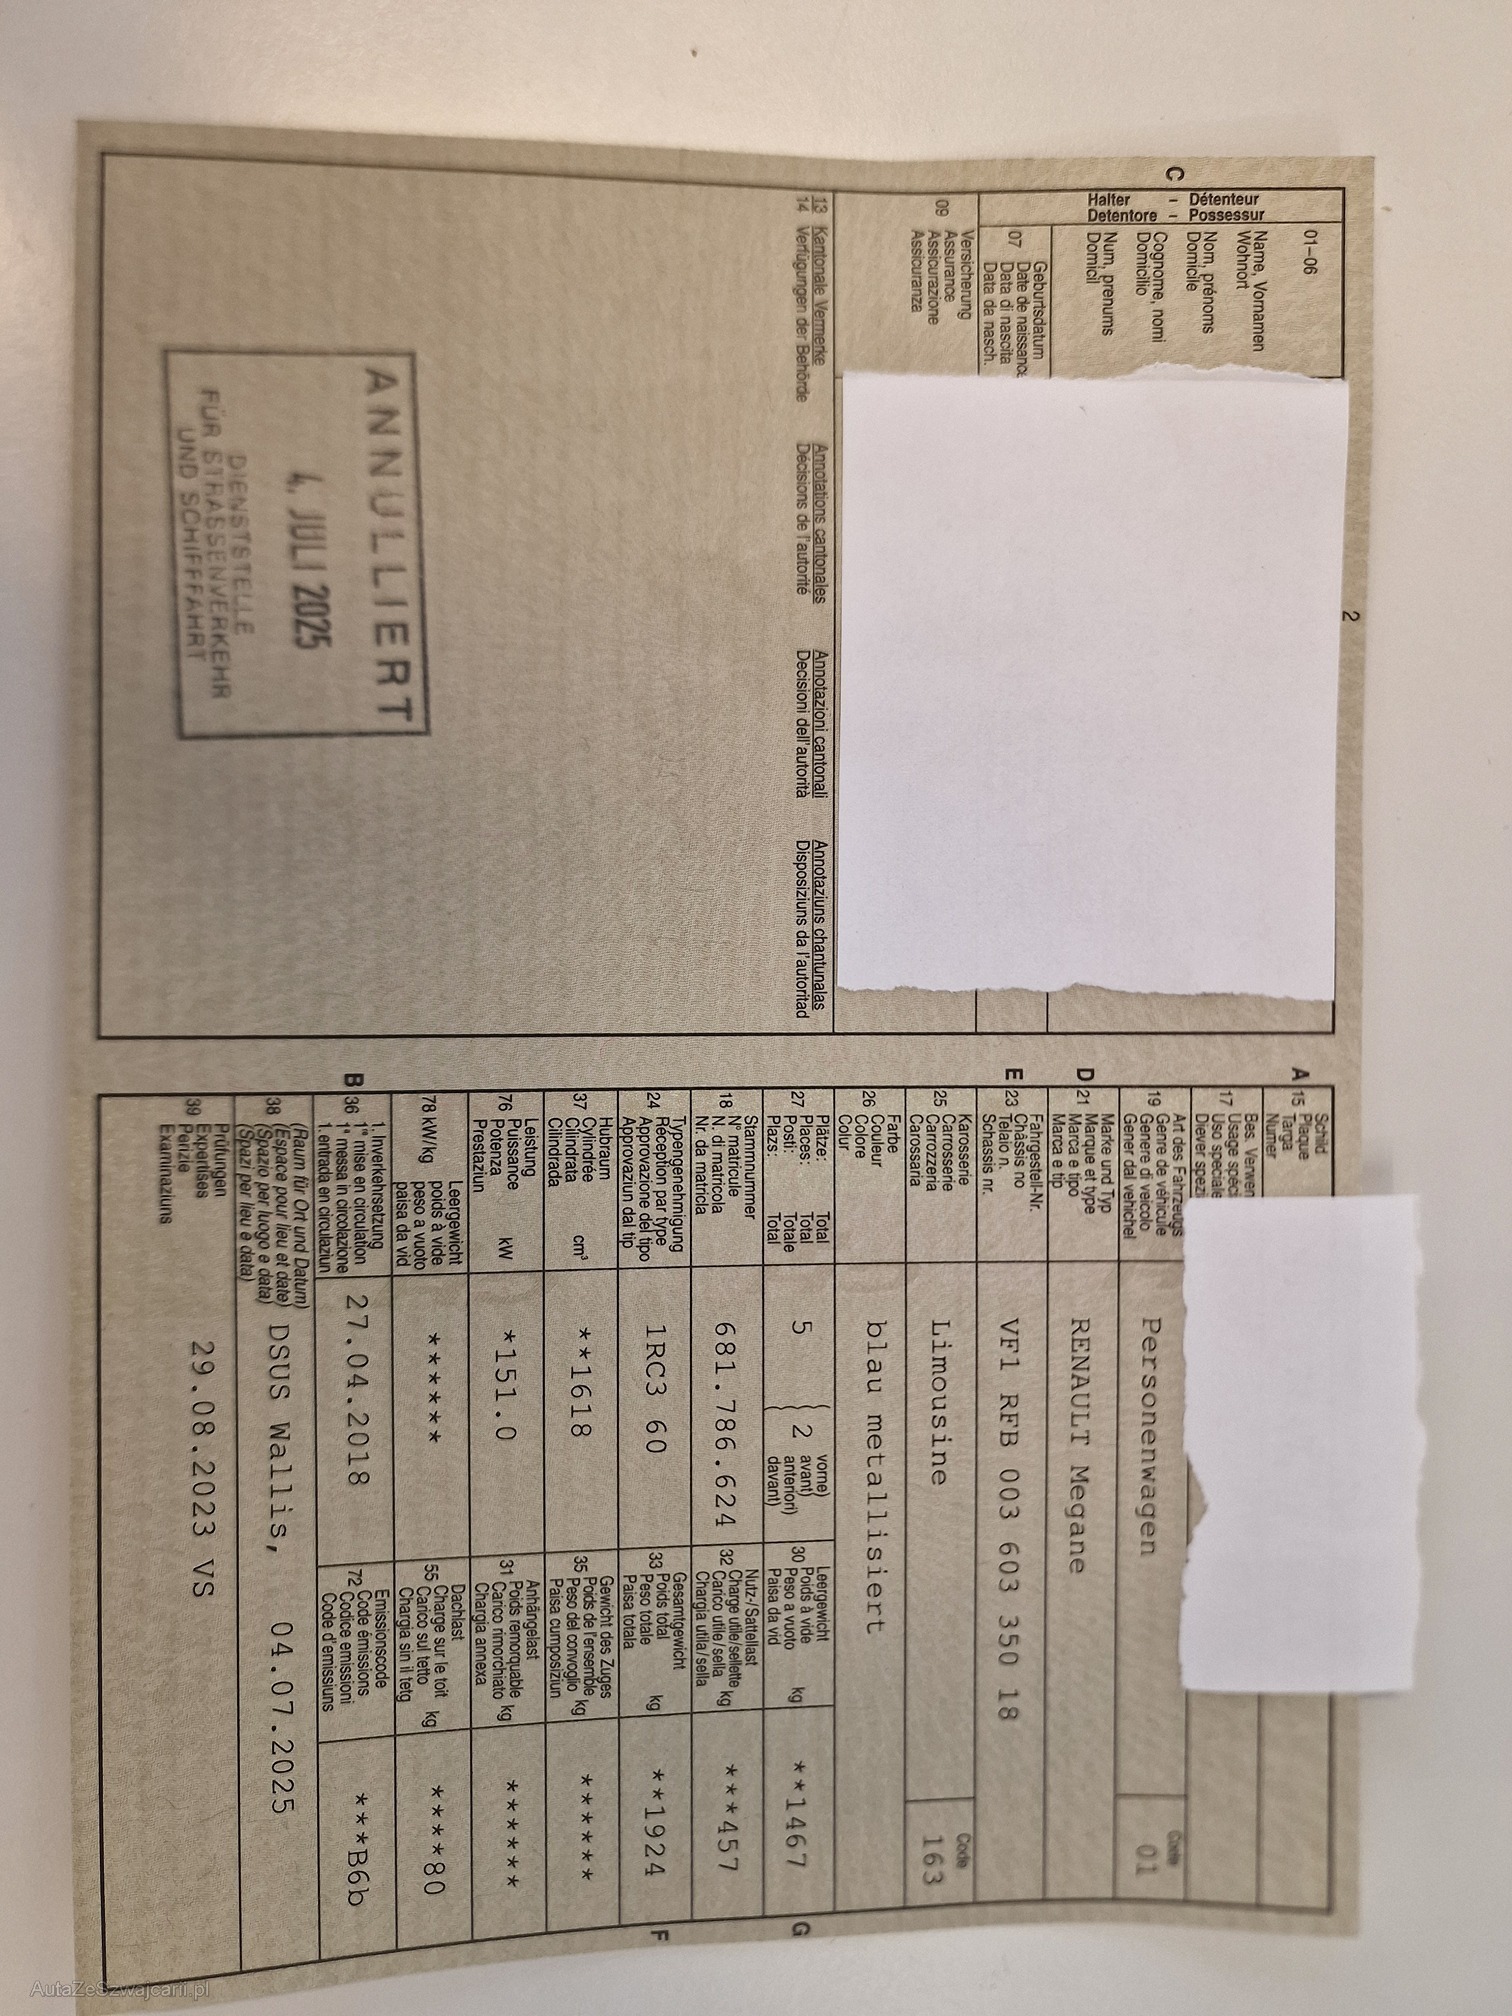 2
C
Halter - Détenteur
Detentore - Possessur
01–06
Name, Vornamen
Wohnort
Nom, prénoms
Domicile
Cognome, nomi
Domicilio
Num, prenums
Domicil
Geburtsdatum
07 Date de naissance
Data di nascita
Data da nasch.
Versicherung
09 Assurance
Assicurazione
Assicuranza
13 Kantonale Vermerke Annotations cantonales Annotazioni cantonali Annotaziuns chantunalas
14 Verfügungen der Behörde Décisions de l'autorité Decisioni dell'autorità Disposiziuns da l'autoritad
ANNULLIERT
4. JULI 2025
DIENSTSTELLE
FÜR STRASSENVERKEHR
UND SCHIFFFAHRT
A
Schild
15 Plaque
Targa
Numer
Bes. Verwen
17 Usage spéci
Uso speciale
Diever spezi
Art des Fahrzeugs
19 Genre de véhicule
Genere di veicolo
Gener dal vehichel
Personenwagen
Code
01
D
Marke und Typ
21 Marque et type
Marca e tipo
Marca e tip
RENAULT Megane
E
Fahrgestell-Nr.
23 Châssis no
Telaio n.
Schassis nr.
VF1 RFB 003 603 350 18
Karosserie
25 Carrosserie
Carrozzeria
Carossaria
Limousine
Code
163
Farbe
26 Couleur
Colore
Colur
blau metallisiert
Plätze: Total
27 Places: Total
Posti: Totale
Plazs: Total
5 2
vorne)
avant)
anteriori)
davant)
Leergewicht
30 Poids à vide
Peso a vuoto kg
Paisa da vid
**1467
G
Stammnummer
18 N° matricule
N. di matricola
Nr. da matricla
681.786.624
Nutz-/Sattellast
32 Charge utile/sellette kg
Carico utile/sella
Chargia utila/sella
***457
Typengenehmigung
24 Réception par type
Approvazione del tipo
Approvaziun dal tip
1RC3 60
Gesamtgewicht
33 Poids total kg
Peso totale
Paisa totala
**1924
F
Hubraum
37 Cylindrée cm³
Cilindrata
Cilindrada
**1618
Gewicht des Zuges
35 Poids de l'ensemble kg
Peso del convoglio
Paisa cumposiziun
******
Leistung
76 Puissance kW
Potenza
Prestaziun
*151.0
Anhängelast
31 Poids remorquable kg
Carico rimorchiato
Chargia annexa
******
78 kW/kg
Leergewicht
poids à vide
peso a vuoto
paisa da vid
******
Dachlast
55 Charge sur le toit kg
Carico sul tetto
Chargia sin il tetg
****80
B
1. Inverkehrsetzung
36 1re mise en circulation
1a messa in circolazione
1. entrada en circulaziun
27.04.2018
Emissionscode
72 Code émissions
Codice emissioni
Code d'emissiuns
***B6b
(Raum für Ort und Datum)
38 (Espace pour lieu et date)
(Spazio per luogo e data)
(Spazi per lieu e data)
DSUS Wallis, 04.07.2025
Prüfungen
39 Expertises
Perizie
Examinaziuns
29.08.2023 VS
AutaZeSzwajcarii.pl